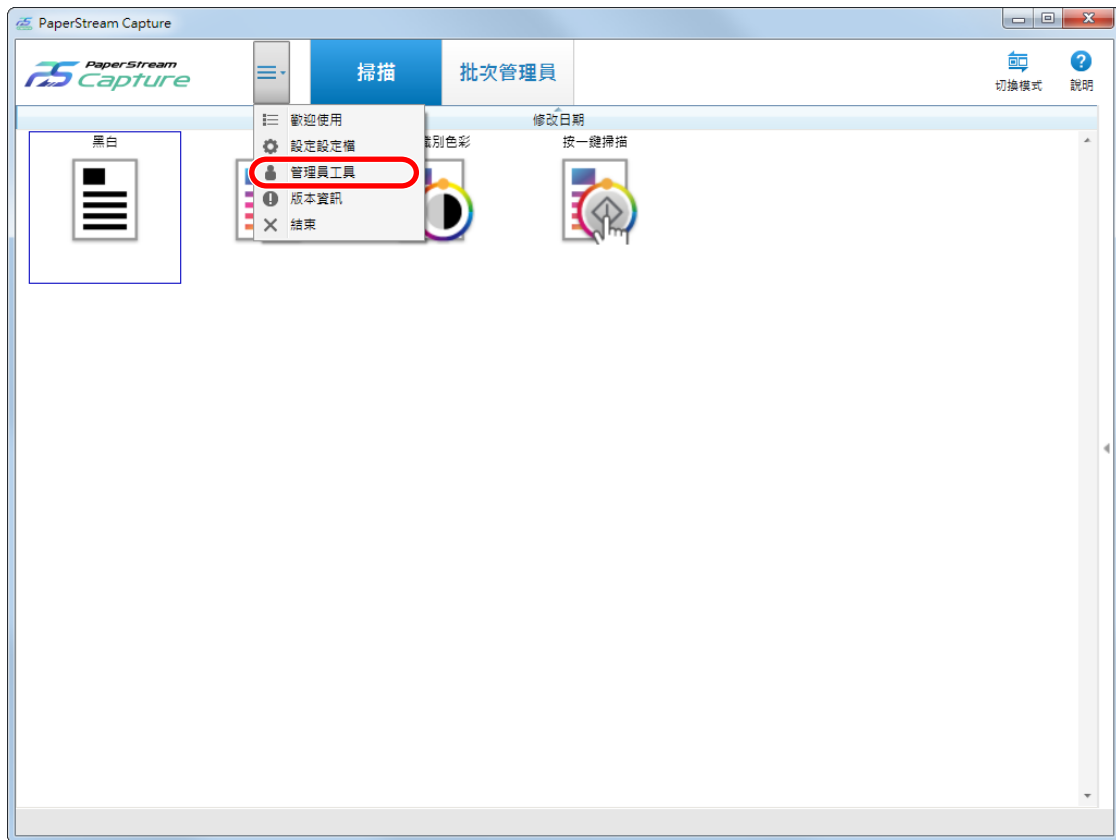 PaperStream Capture
PaperStream
Capture
掃描
批次管理員
切換模式
說明
修改日期
歡迎使用
設定設定檔
管理員工具
版本資訊
結束
黑白
識別色彩
按一鍵掃描